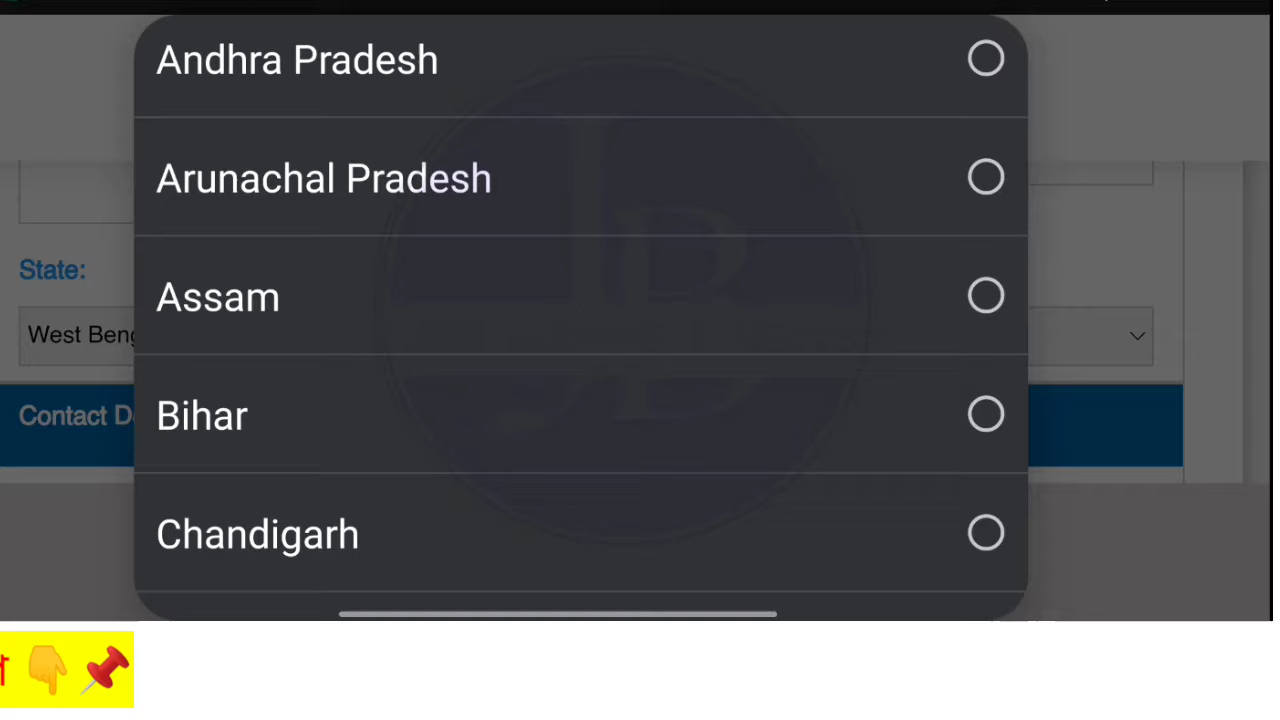 Andhra Pradesh
Arunachal Pradesh
State:
Assam
West Beng
Contact D
Bihar
Chandigarh